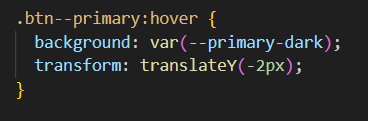 .btn--primary:hover {
  background: var(--primary-dark);
  transform: translateY(-2px);
}